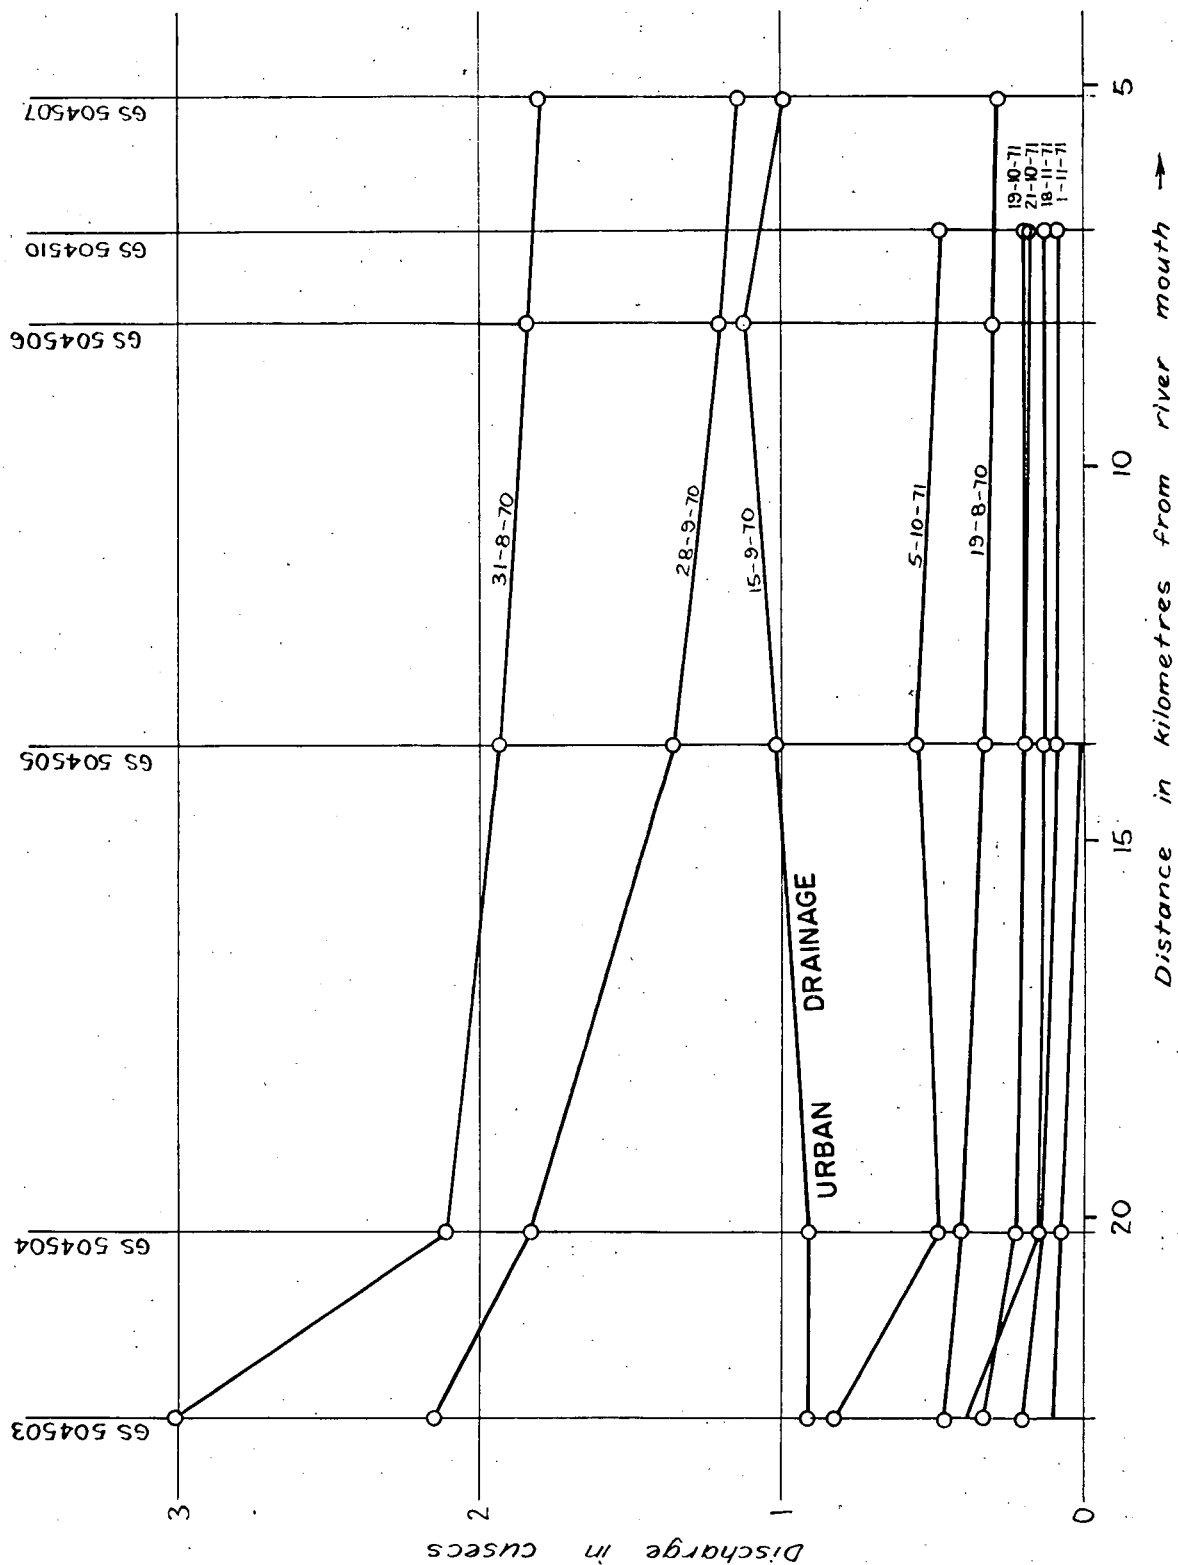 GS 504503
GS 504504
GS 504505
GS 504506
GS 504510
GS 504507
3
2
1
0
Discharge in cusecs
31-8-70
28-9-70
15-9-70
URBAN DRAINAGE
5-10-71
19-8-70
19-10-71
21-10-71
18-11-71
1-11-71
20
15
10
5
Distance in kilometres from river mouth